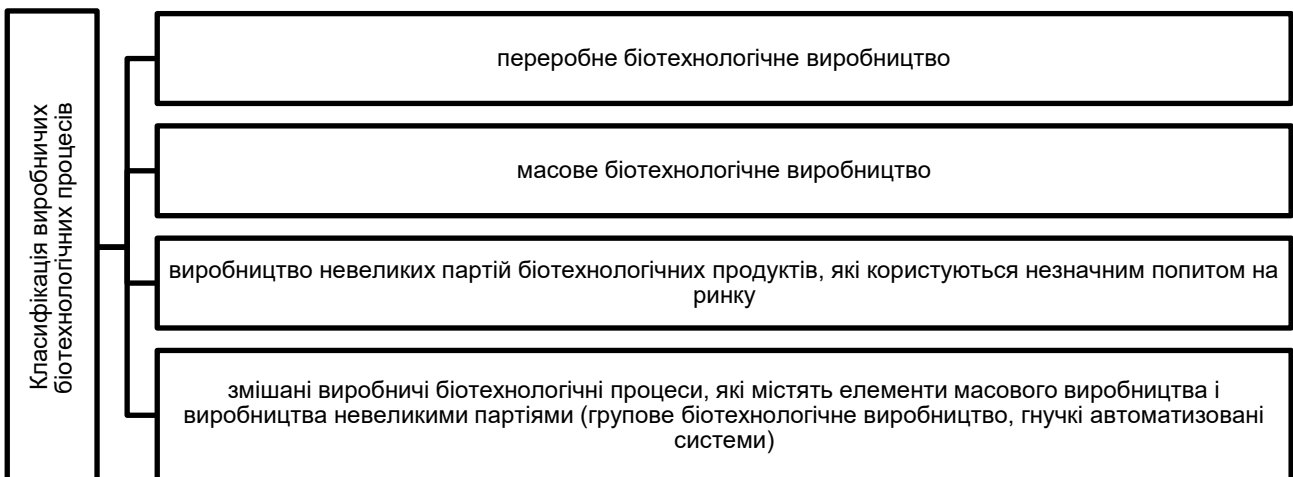 Класифікація виробничих
біотехнологічних процесів
переробне біотехнологічне виробництво
масове біотехнологічне виробництво
виробництво невеликих партій біотехнологічних продуктів, які користуються незначним попитом на
ринку
змішані виробничі біотехнологічні процеси, які містять елементи масового виробництва і
виробництва невеликими партіями (групове біотехнологічне виробництво, гнучкі автоматизовані
системи)